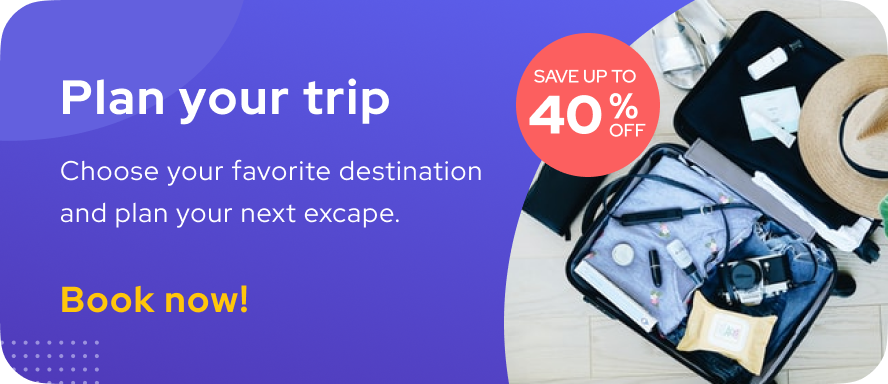 Plan your trip
Choose your favorite destination
and plan your next excape.
Book now!
SAVE UP TO
40 %
OFF